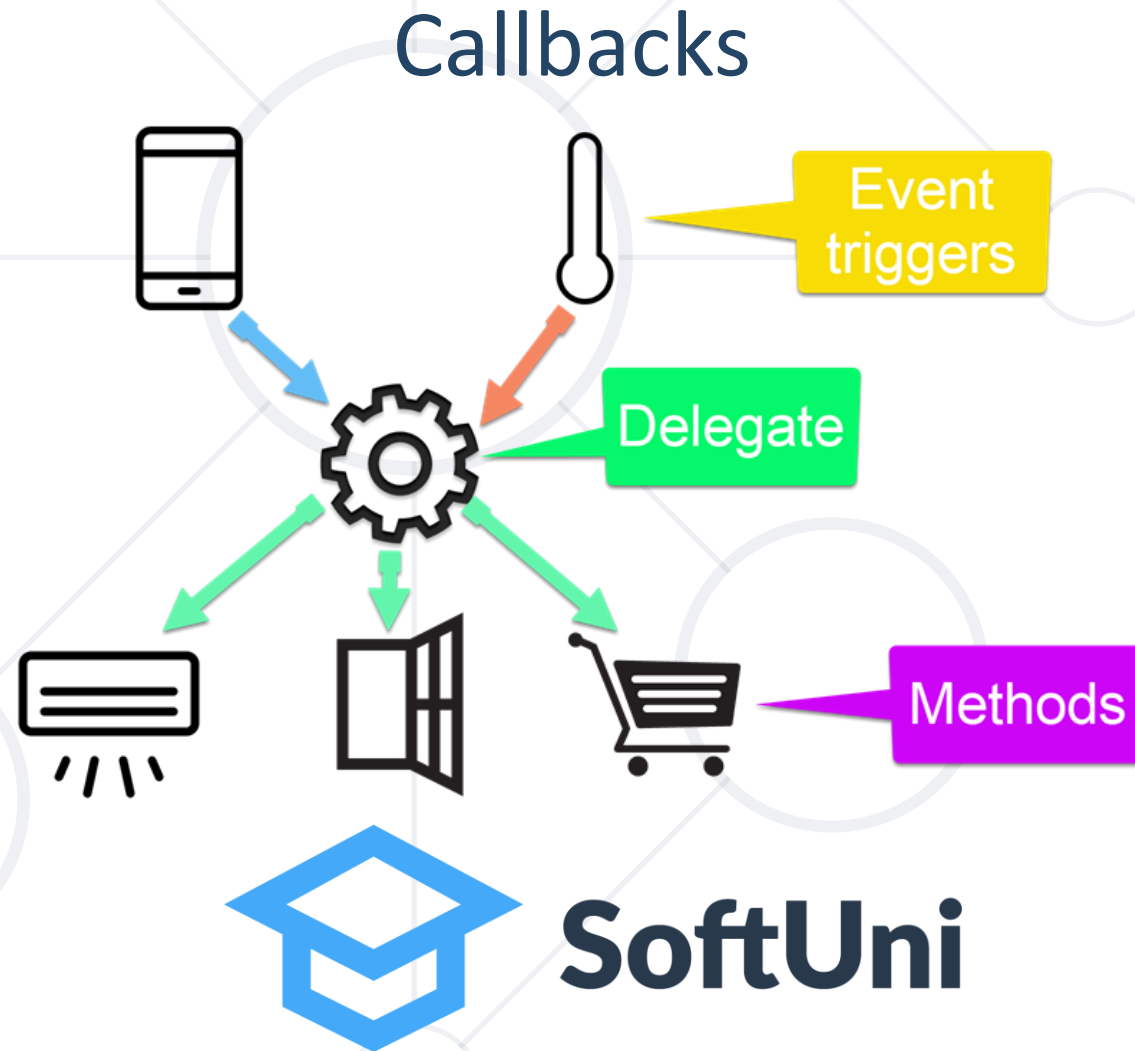 Callbacks
Event
triggers
Delegate
Methods
SoftUni